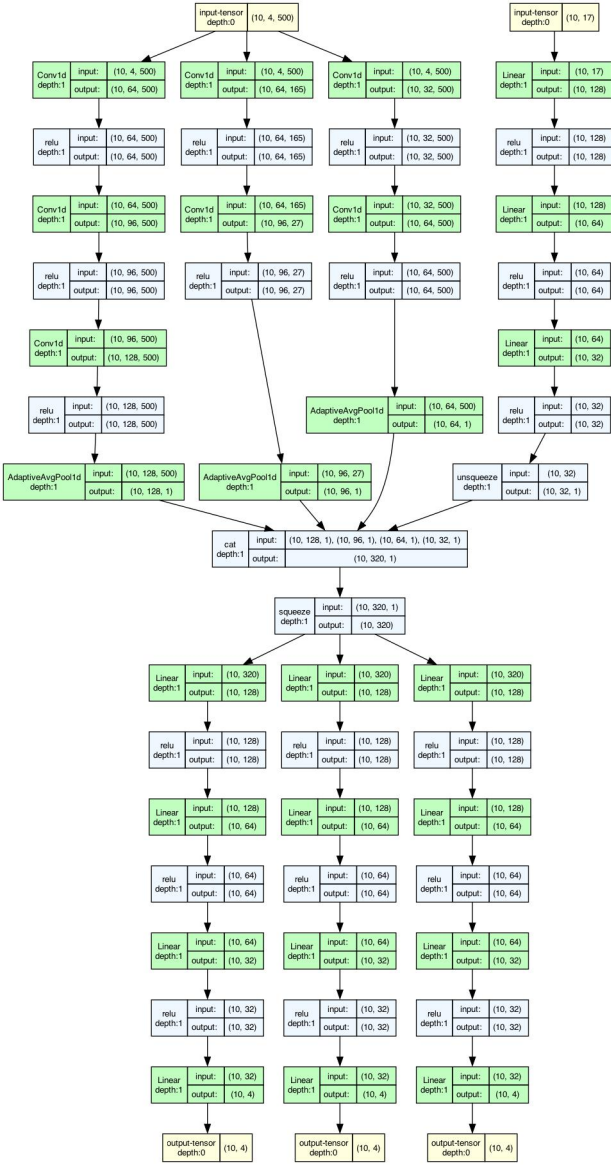 input-tensor
depth:0
(10, 4, 500)
input-tensor
depth:0
(10, 17)
Conv1d
depth:1
input:
(10, 4, 500)
output:
(10, 64, 500)
Conv1d
depth:1
input:
(10, 4, 500)
output:
(10, 64, 165)
Conv1d
depth:1
input:
(10, 4, 500)
output:
(10, 32, 500)
Linear
depth:1
input:
(10, 17)
output:
(10, 128)
relu
depth:1
input:
(10, 64, 500)
output:
(10, 64, 500)
relu
depth:1
input:
(10, 64, 165)
output:
(10, 64, 165)
relu
depth:1
input:
(10, 32, 500)
output:
(10, 32, 500)
relu
depth:1
input:
(10, 128)
output:
(10, 128)
Conv1d
depth:1
input:
(10, 64, 500)
output:
(10, 96, 500)
Conv1d
depth:1
input:
(10, 64, 165)
output:
(10, 96, 27)
Conv1d
depth:1
input:
(10, 32, 500)
output:
(10, 64, 500)
Linear
depth:1
input:
(10, 128)
output:
(10, 64)
relu
depth:1
input:
(10, 96, 500)
output:
(10, 96, 500)
relu
depth:1
input:
(10, 96, 27)
output:
(10, 96, 27)
relu
depth:1
input:
(10, 64, 500)
output:
(10, 64, 500)
relu
depth:1
input:
(10, 64)
output:
(10, 64)
Conv1d
depth:1
input:
(10, 96, 500)
output:
(10, 128, 500)
Linear
depth:1
input:
(10, 64)
output:
(10, 32)
relu
depth:1
input:
(10, 128, 500)
output:
(10, 128, 500)
AdaptiveAvgPool1d
depth:1
input:
(10, 64, 500)
output:
(10, 64, 1)
relu
depth:1
input:
(10, 32)
output:
(10, 32)
AdaptiveAvgPool1d
depth:1
input:
(10, 128, 500)
output:
(10, 128, 1)
AdaptiveAvgPool1d
depth:1
input:
(10, 96, 27)
output:
(10, 96, 1)
unsqueeze
depth:1
input:
(10, 32)
output:
(10, 32, 1)
cat
depth:1
input:
(10, 128, 1), (10, 96, 1), (10, 64, 1), (10, 32, 1)
output:
(10, 320, 1)
squeeze
depth:1
input:
(10, 320, 1)
output:
(10, 320)
Linear
depth:1
input:
(10, 320)
output:
(10, 128)
Linear
depth:1
input:
(10, 320)
output:
(10, 128)
Linear
depth:1
input:
(10, 320)
output:
(10, 128)
relu
depth:1
input:
(10, 128)
output:
(10, 128)
relu
depth:1
input:
(10, 128)
output:
(10, 128)
relu
depth:1
input:
(10, 128)
output:
(10, 128)
Linear
depth:1
input:
(10, 128)
output:
(10, 64)
Linear
depth:1
input:
(10, 128)
output:
(10, 64)
Linear
depth:1
input:
(10, 128)
output:
(10, 64)
relu
depth:1
input:
(10, 64)
output:
(10, 64)
relu
depth:1
input:
(10, 64)
output:
(10, 64)
relu
depth:1
input:
(10, 64)
output:
(10, 64)
Linear
depth:1
input:
(10, 64)
output:
(10, 32)
Linear
depth:1
input:
(10, 64)
output:
(10, 32)
Linear
depth:1
input:
(10, 64)
output:
(10, 32)
relu
depth:1
input:
(10, 32)
output:
(10, 32)
relu
depth:1
input:
(10, 32)
output:
(10, 32)
relu
depth:1
input:
(10, 32)
output:
(10, 32)
Linear
depth:1
input:
(10, 32)
output:
(10, 4)
Linear
depth:1
input:
(10, 32)
output:
(10, 4)
Linear
depth:1
input:
(10, 32)
output:
(10, 4)
output-tensor
depth:0
(10, 4)
output-tensor
depth:0
(10, 4)
output-tensor
depth:0
(10, 4)